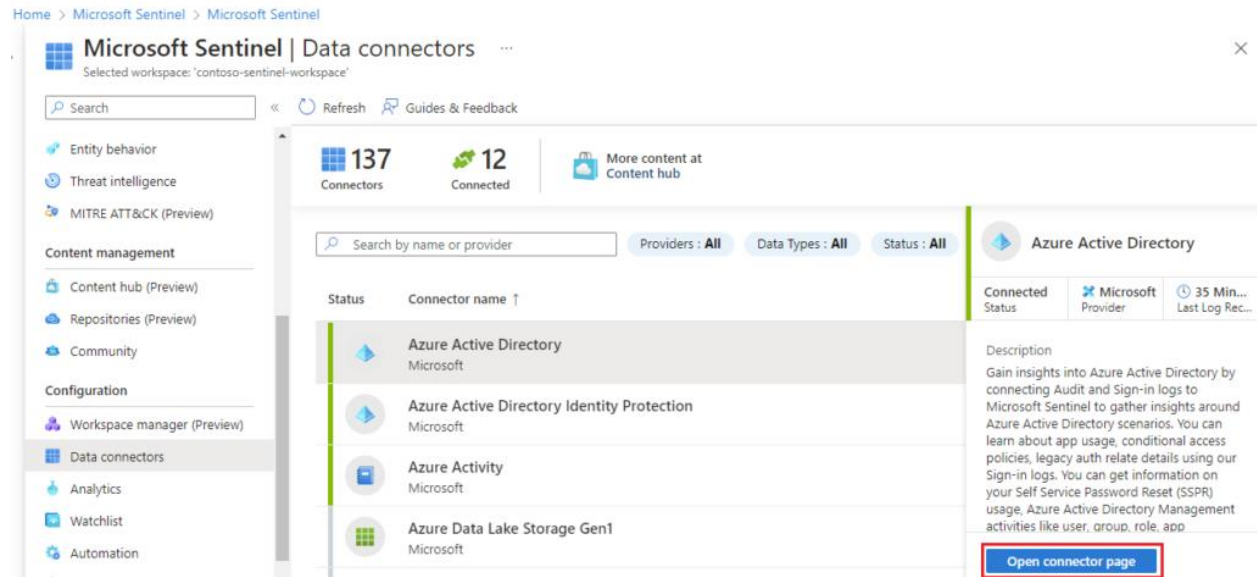 Home > Microsoft Sentinel > Microsoft Sentinel
Microsoft Sentinel | Data connectors ...
Selected workspace: 'contoso-sentinel-workspace'
Search
Refresh
Guides & Feedback
Entity behavior
Threat intelligence
MITRE ATT&CK (Preview)
Content management
Content hub (Preview)
Repositories (Preview)
Community
Configuration
Workspace manager (Preview)
Data connectors
Analytics
Watchlist
Automation
137
Connectors
12
Connected
More content at
Content hub
Search by name or provider
Providers : All
Data Types : All
Status : All
Status
Connector name ↑
Azure Active Directory
Microsoft
Azure Active Directory Identity Protection
Microsoft
Azure Activity
Microsoft
Azure Data Lake Storage Gen1
Microsoft
Azure Active Directory
Connected
Status
Microsoft
Provider
35 Min...
Last Log Rec...
Description
Gain insights into Azure Active Directory by
connecting Audit and Sign-in logs to
Microsoft Sentinel to gather insights around
Azure Active Directory scenarios. You can
learn about app usage, conditional access
policies, legacy auth relate details using our
Sign-in logs. You can get information on
your Self Service Password Reset (SSPR)
usage, Azure Active Directory Management
activities like user, group, role, app
Open connector page